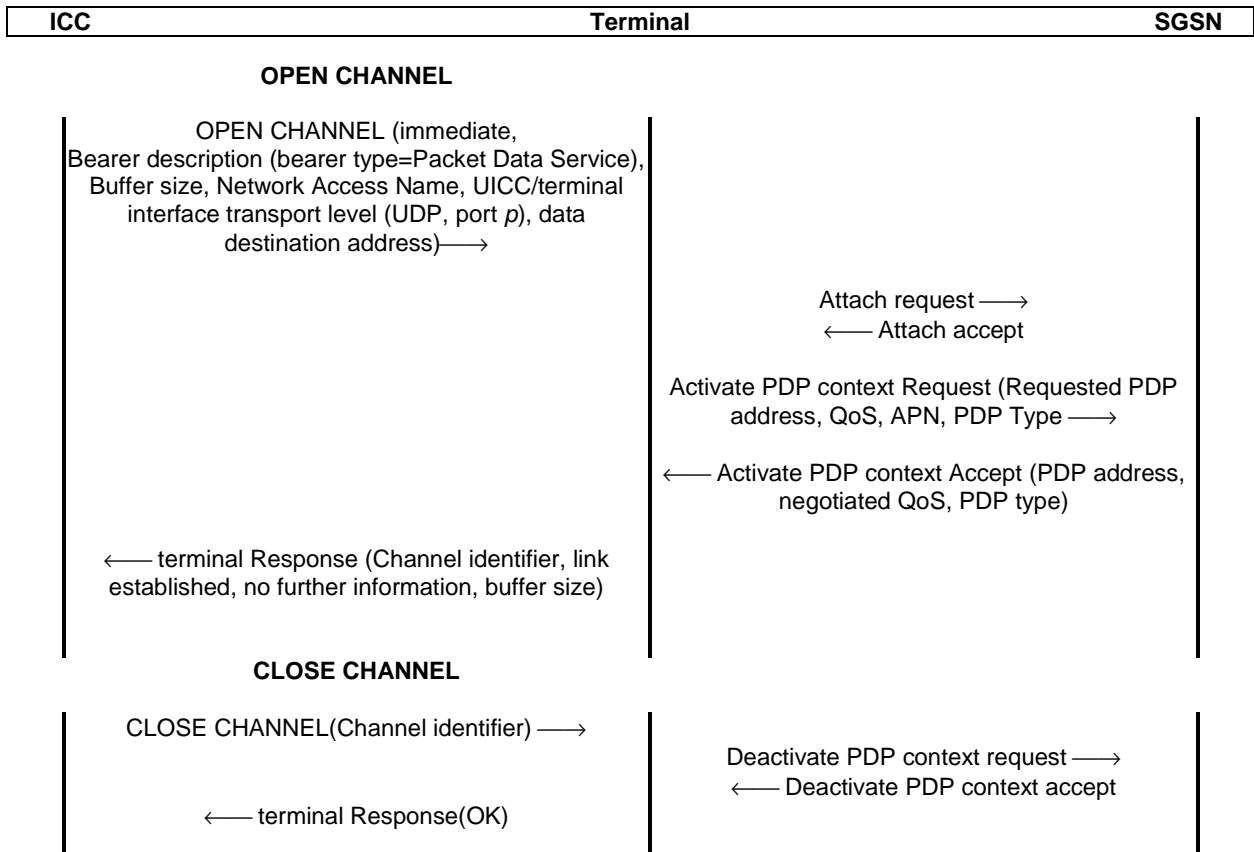 ICC Terminal SGSN
OPEN CHANNEL
OPEN CHANNEL (immediate,
Bearer description (bearer type=Packet Data Service),
Buffer size, Network Access Name, UICC/terminal
interface transport level (UDP, port p), data
destination address)⟶
Attach request ⟶
⟵ Attach accept
Activate PDP context Request (Requested PDP
address, QoS, APN, PDP Type ⟶
⟵ Activate PDP context Accept (PDP address,
negotiated QoS, PDP type)
⟵ terminal Response (Channel identifier, link
established, no further information, buffer size)
CLOSE CHANNEL
CLOSE CHANNEL(Channel identifier) ⟶
Deactivate PDP context request ⟶
⟵ Deactivate PDP context accept
⟵ terminal Response(OK)